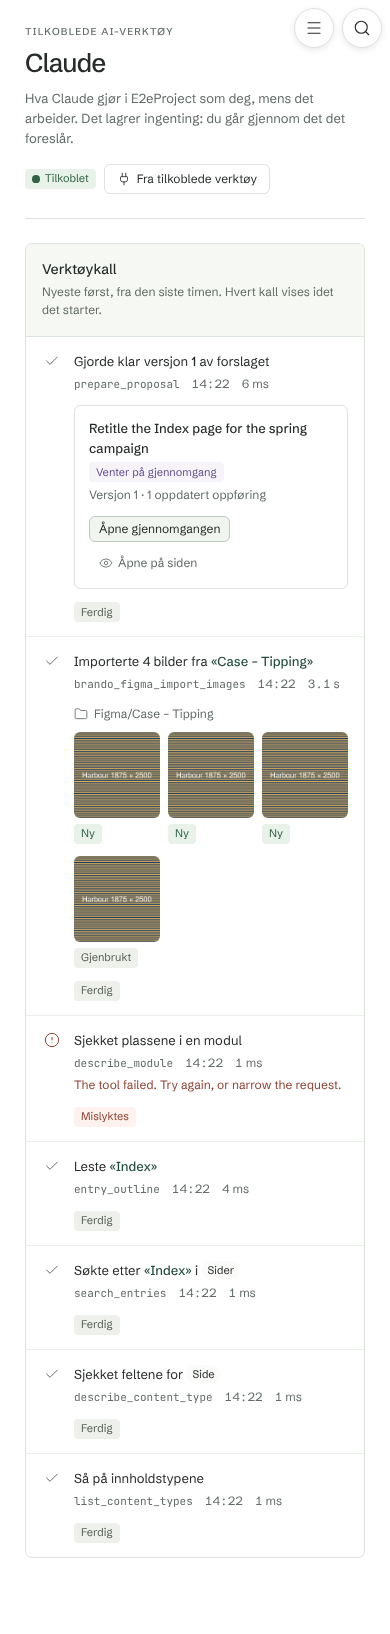 TILKOBLEDE AI-VERKTØY
Claude
Hva Claude gjør i E2eProject som deg, mens det
arbeider. Det lagrer ingenting: du går gjennom det det
foreslår.
Tilkoblet
Fra tilkoblede verktøy
Verktøykall
Nyeste først, fra den siste timen. Hvert kall vises idet
det starter.
Gjorde klar versjon 1 av forslaget
prepare_proposal 14:22 6 ms
Retitle the Index page for the spring
campaign
Venter på gjennomgang
Versjon 1 · 1 oppdatert oppføring
Åpne gjennomgangen
Åpne på siden
Ferdig
Importerte 4 bilder fra «Case – Tipping»
brando_figma_import_images 14:22 3.1 s
Figma/Case – Tipping
Harbour 1875 × 2500
Harbour 1875 × 2500
Harbour 1875 × 2500
Ny
Ny
Ny
Harbour 1875 × 2500
Gjenbrukt
Ferdig
Sjekket plassene i en modul
describe_module 14:22 1 ms
The tool failed. Try again, or narrow the request.
Mislyktes
Leste «Index»
entry_outline 14:22 4 ms
Ferdig
Søkte etter «Index» i Sider
search_entries 14:22 1 ms
Ferdig
Sjekket feltene for Side
describe_content_type 14:22 1 ms
Ferdig
Så på innholdstypene
list_content_types 14:22 1 ms
Ferdig